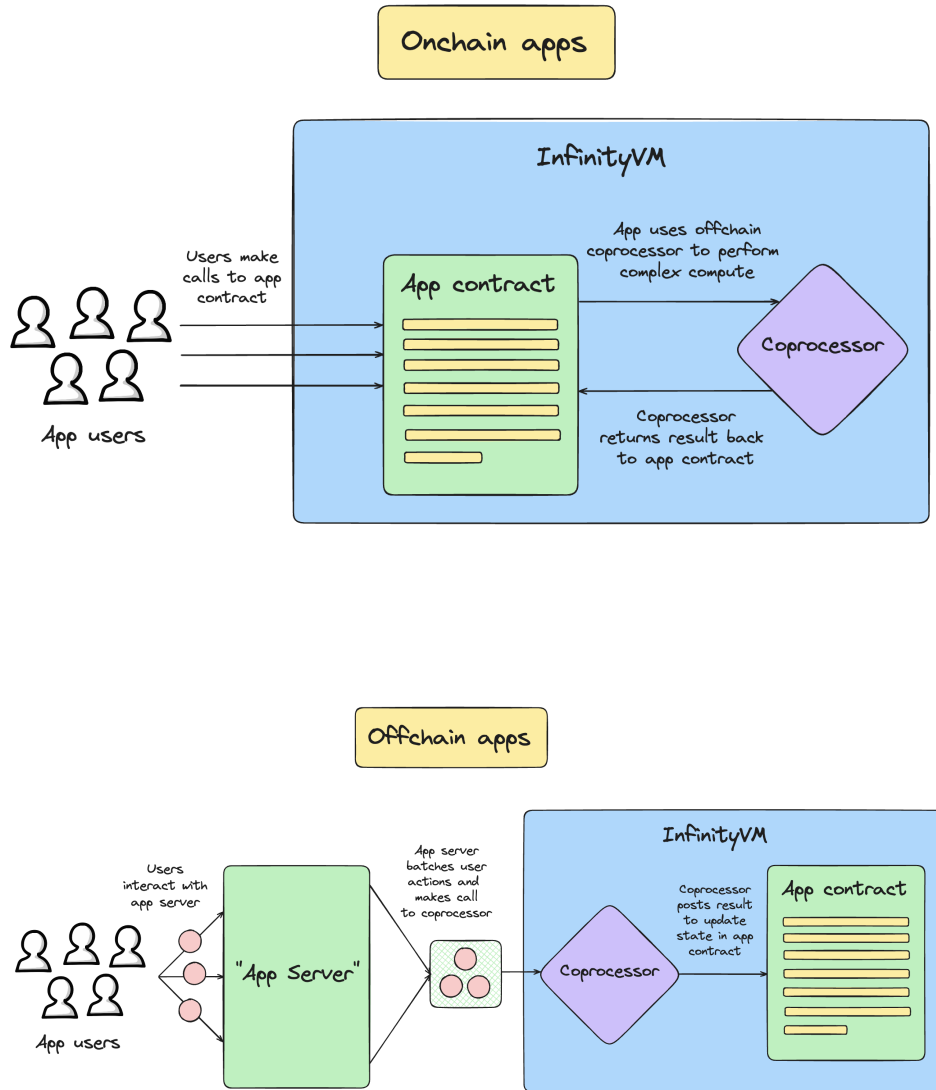 Onchain apps
InfinityVM
Users make
calls to app
contract
App uses offchain
coprocessor to perform
complex compute
App contract
Coprocessor
App users
Coprocessor
returns result back
to app contract
Offchain apps
InfinityVM
Users
interact with
app server
App server
batches user
actions and
makes call
to coprocessor
Coprocessor
posts result
to update
state in app
contract
App contract
"App Server"
Coprocessor
App users